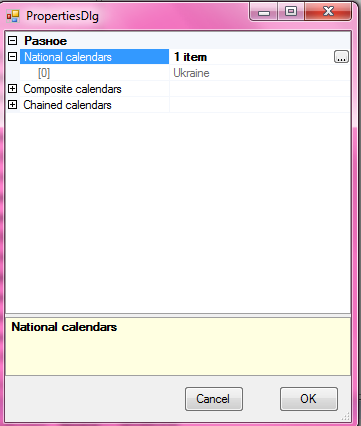 PropertiesDlg
Разное
National calendars 1 item ...
[0] Ukraine
Composite calendars
Chained calendars
National calendars
Cancel OK